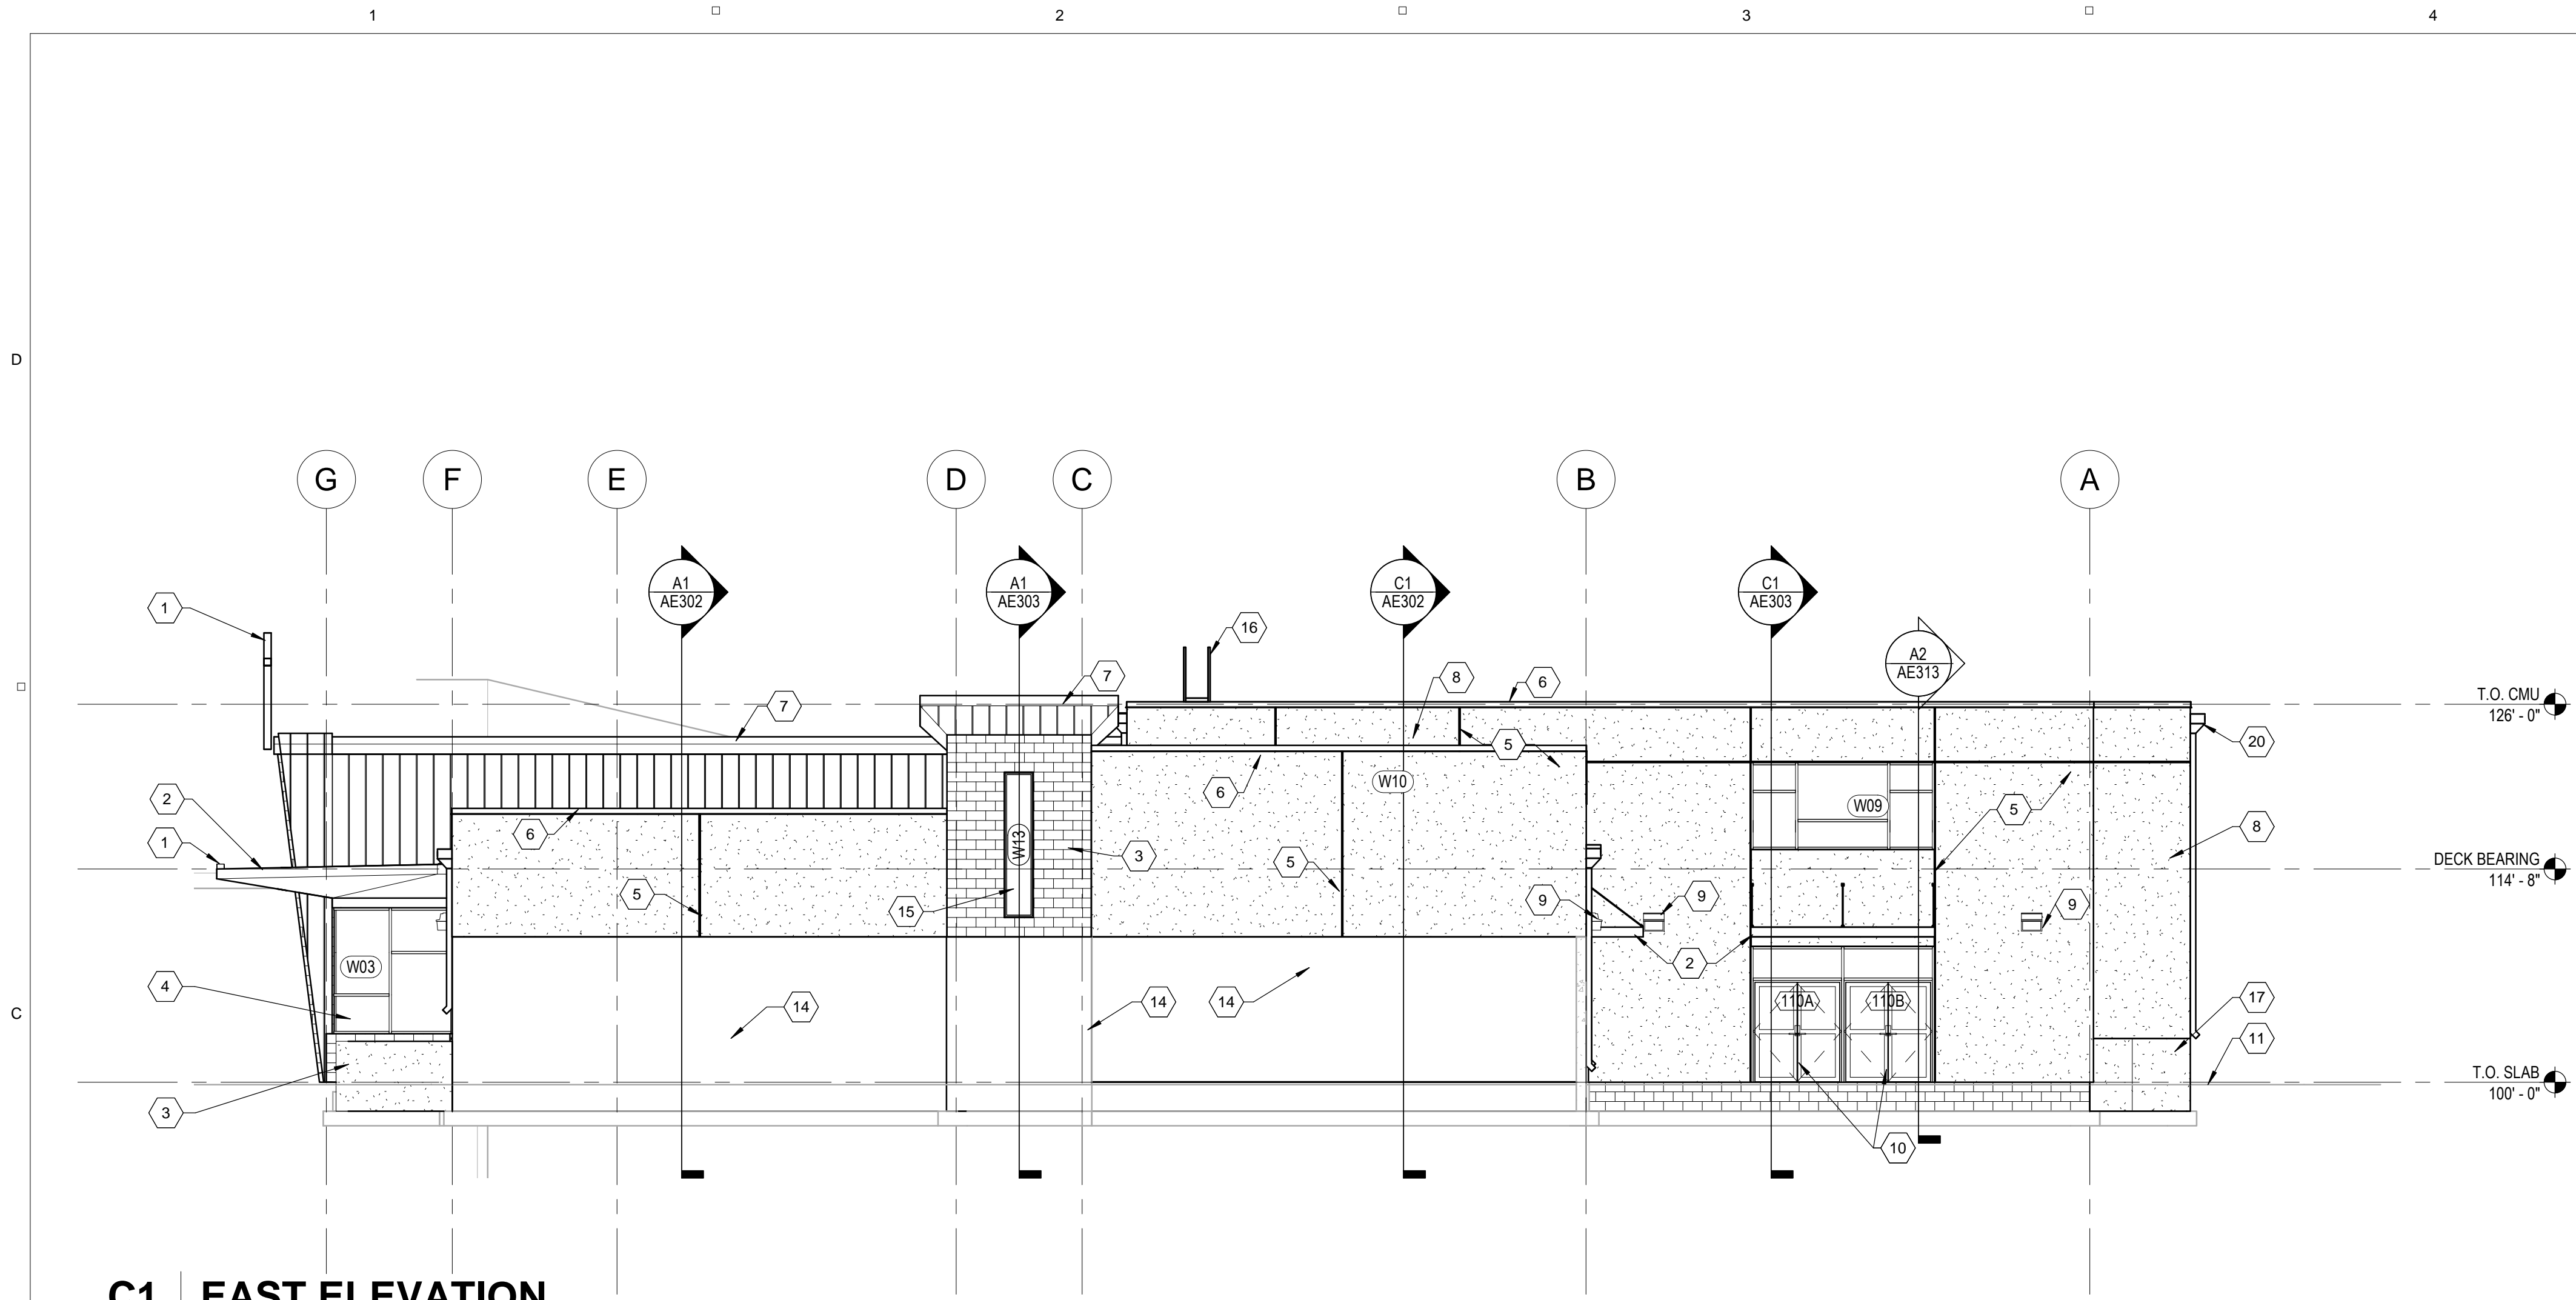 1
2
3
4
D
G
F
E
D
C
B
A
A1
AE302
A1
AE303
C1
AE302
C1
AE303
A2
AE313
1
16
7
7
8
6
T.O. CMU
126' - 0"
5
20
W10
2
6
W09
5
1
6
W13
3
5
8
DECK BEARING
114' - 8"
5
15
9
9
9
W03
2
4
14
14
14
110A
110B
17
C
11
3
T.O. SLAB
100' - 0"
10
C1
EAST ELEVATION